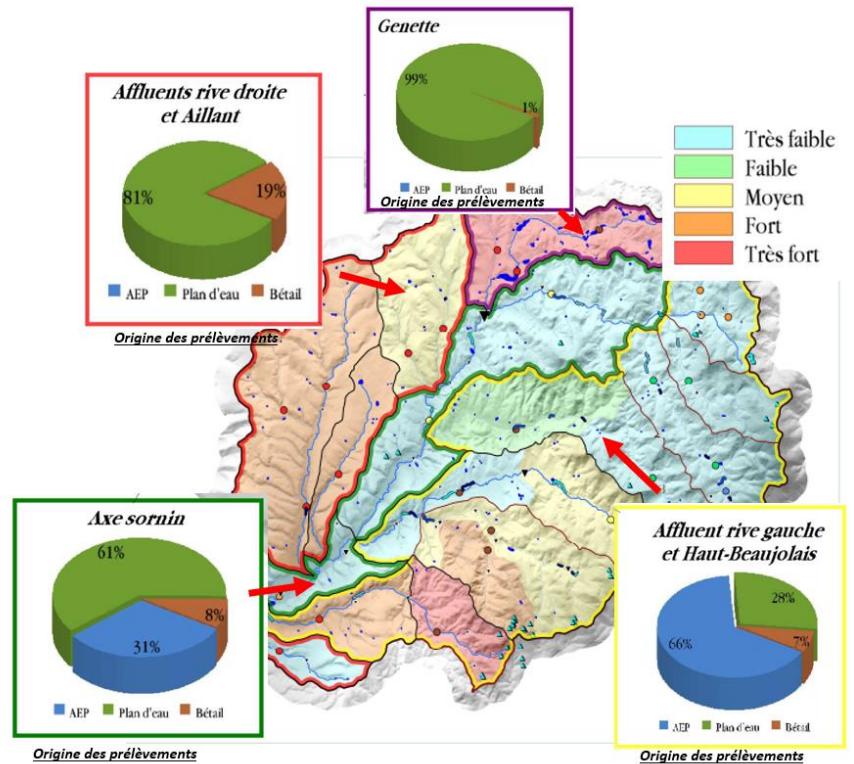 Genette
99%
1%
AEP Plan d'eau Bétail
Origine des prélèvements
Affluents rive droite
et Aillant
81%
19%
AEP Plan d'eau Bétail
Origine des prélèvements
Très faible
Faible
Moyen
Fort
Très fort
Axe sornin
61%
8%
31%
AEP Plan d'eau Bétail
Origine des prélèvements
Affluent rive gauche
et Haut-Beaujolais
28%
66%
7%
AEP Plan d'eau Bétail
Origine des prélèvements